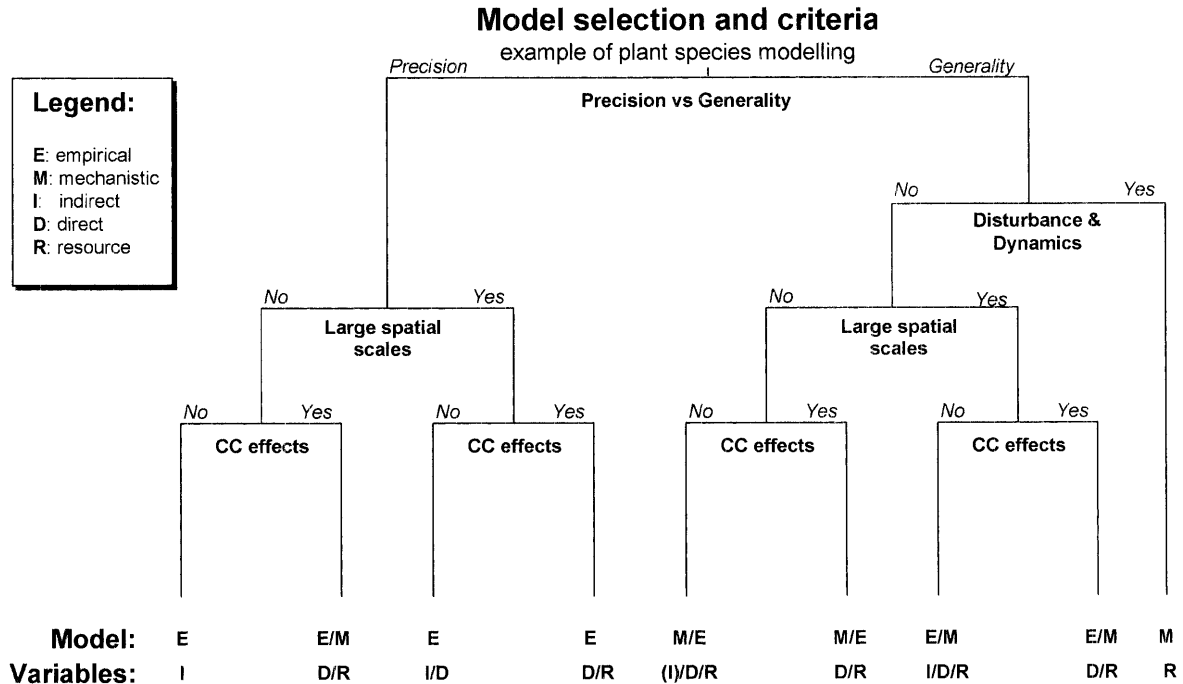 Model selection and criteria
example of plant species modelling
Precision
Generality
Precision vs Generality
Legend:
E: empirical
M: mechanistic
I: indirect
D: direct
R: resource
No
Yes
Disturbance &
Dynamics
No
Yes
Large spatial
scales
No
Yes
Large spatial
scales
No
Yes
CC effects
No
Yes
CC effects
No
Yes
CC effects
No
Yes
CC effects
Model: E E/M E E M/E M/E E/M E/M M
Variables: I D/R I/D D/R (I)/D/R D/R I/D/R D/R R